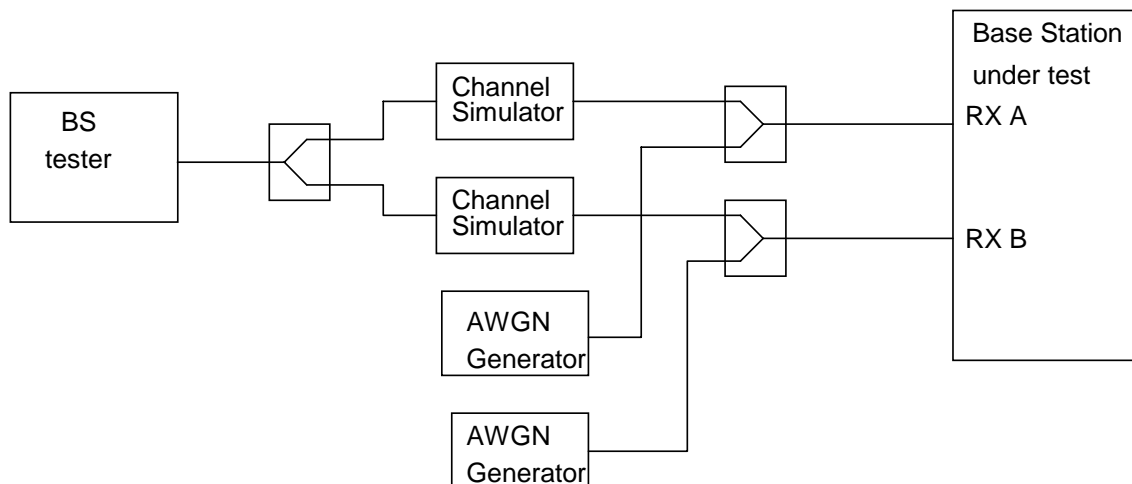 BS
tester
Channel
Simulator
Channel
Simulator
AWGN
Generator
AWGN
Generator
Base Station
under test
RX A
RX B